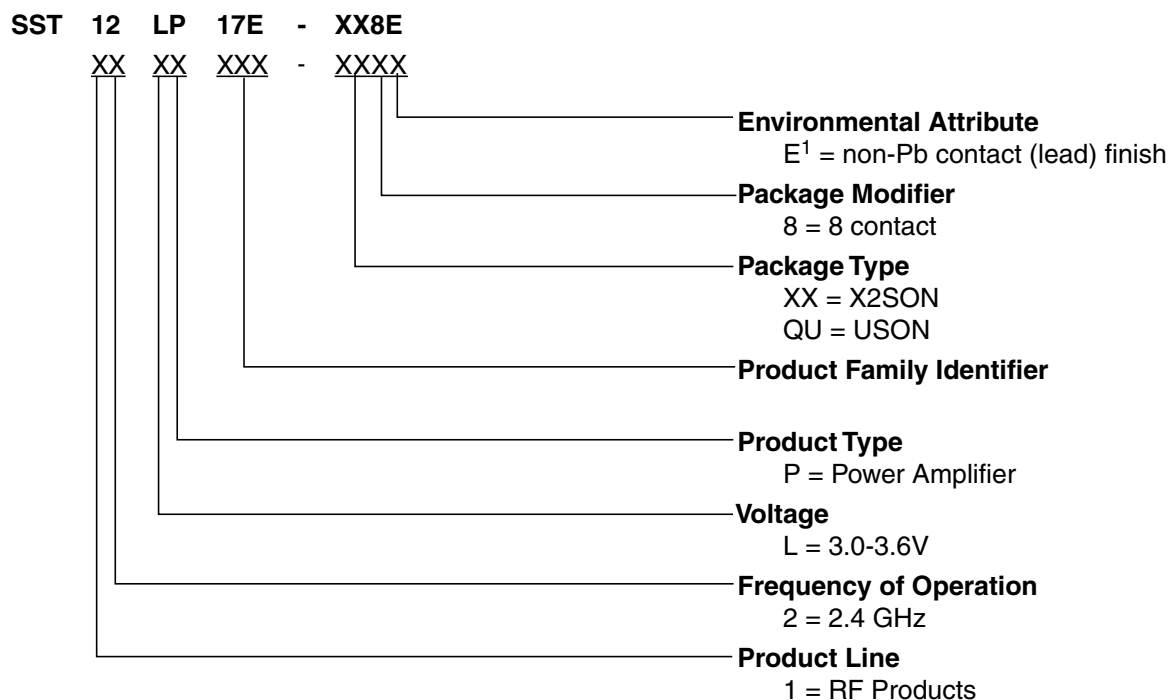 SST 12 LP 17E - XX8E
XX XX XXX - XXXX
Environmental Attribute
E1 = non-Pb contact (lead) finish
Package Modifier
8 = 8 contact
Package Type
XX = X2SON
QU = USON
Product Family Identifier
Product Type
P = Power Amplifier
Voltage
L = 3.0-3.6V
Frequency of Operation
2 = 2.4 GHz
Product Line
1 = RF Products